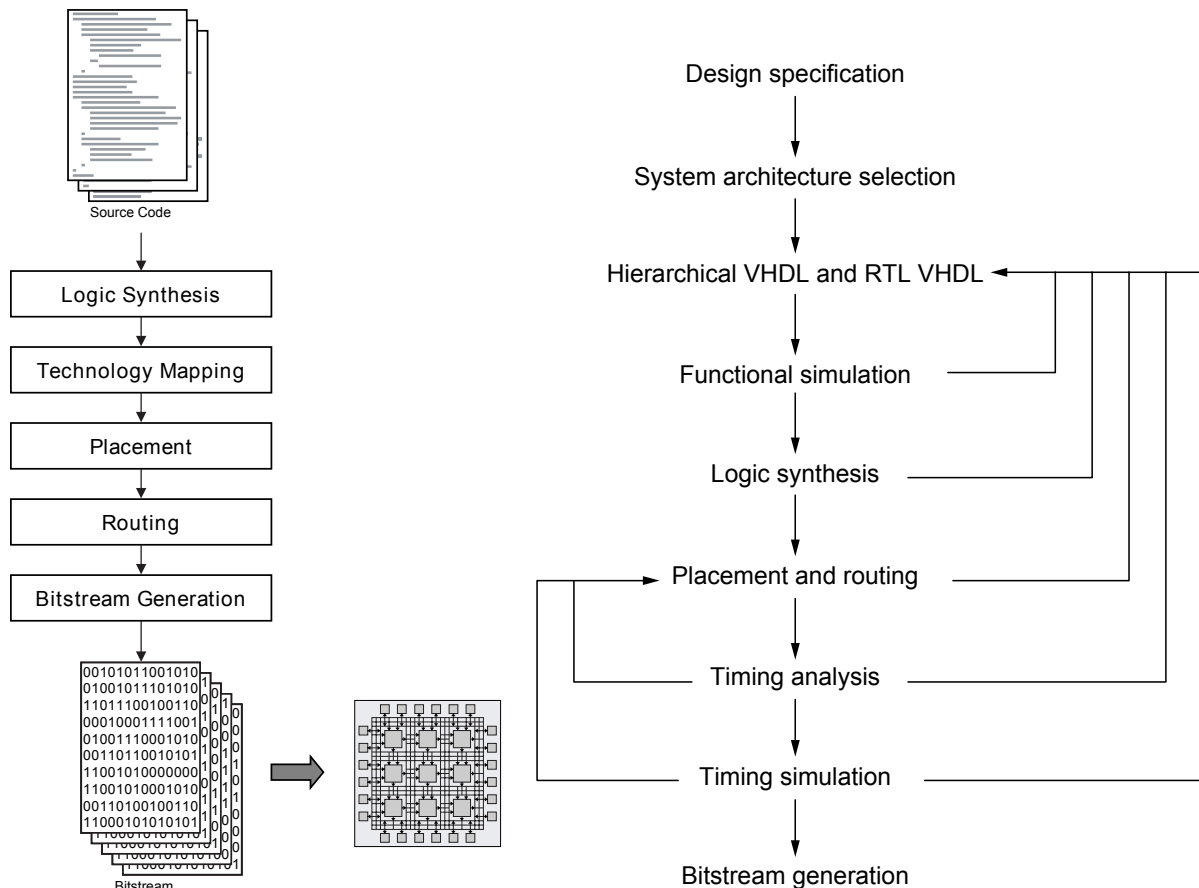 Source Code
Logic Synthesis
Technology Mapping
Placement
Routing
Bitstream Generation
00101011001010
01001011101010
11011100100110
00010001111001
01001110001010
00110110010101
11001010000000
11001010001010
00110100100110
11000101010101
Bitstream
Design specification
System architecture selection
Hierarchical VHDL and RTL VHDL
Functional simulation
Logic synthesis
Placement and routing
Timing analysis
Timing simulation
Bitstream generation